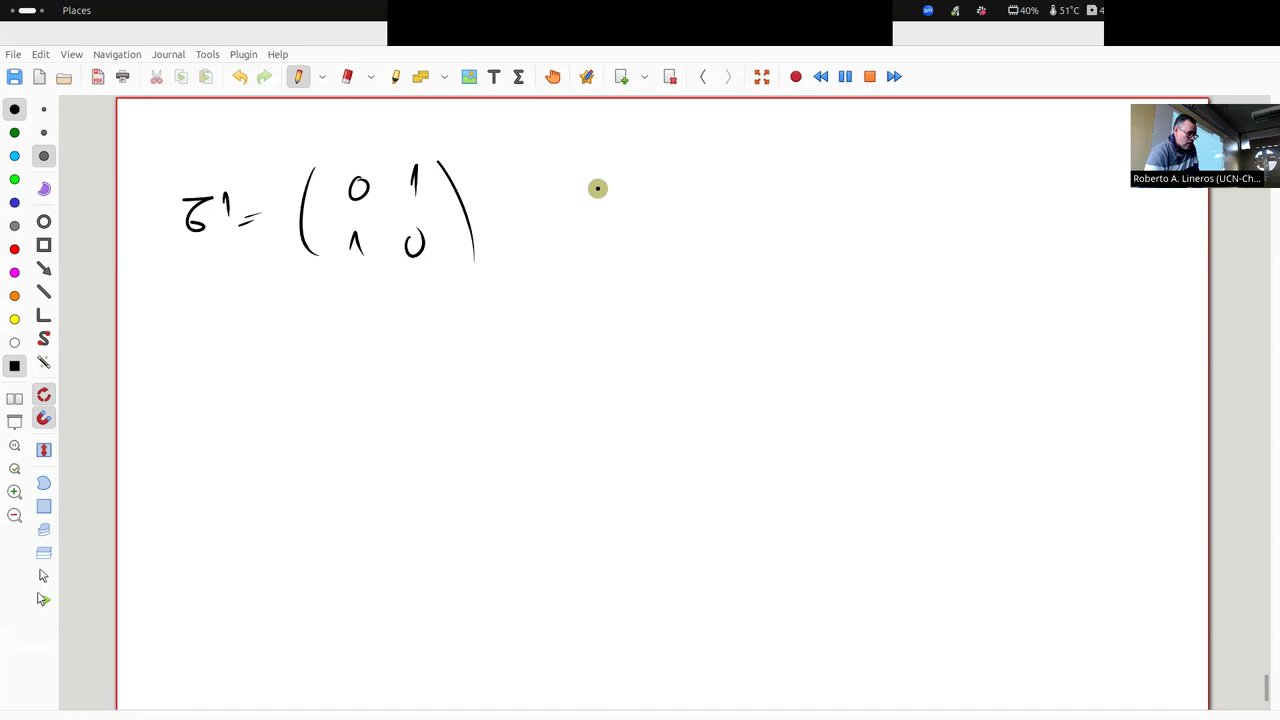 Places
40% 51°C 4
File Edit View Navigation Journal Tools Plugin Help
σ¹ = ( 0 1
1 0 )
Roberto A. Lineros (UCN-Ch...